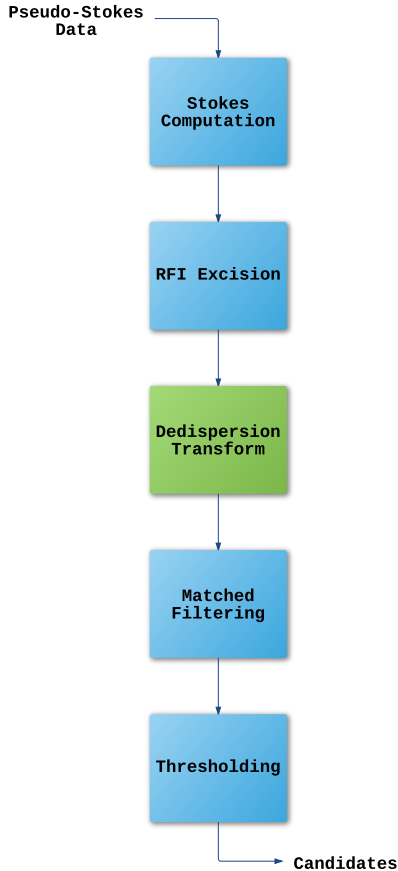 Pseudo-Stokes
Data
Stokes
Computation
RFI Excision
Dedispersion
Transform
Matched
Filtering
Thresholding
Candidates